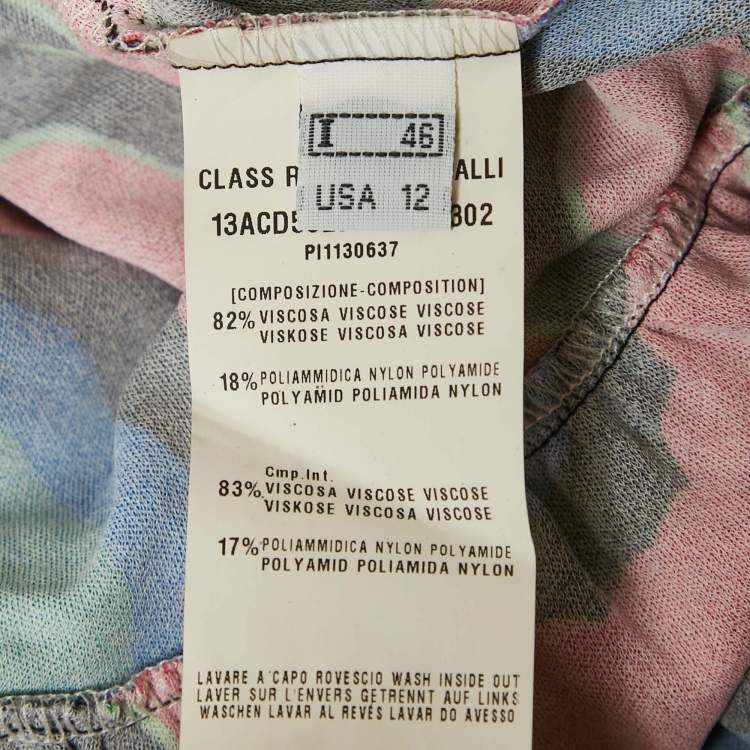 I 46
USA 12
CLASS R ALLI
13ACD 302
PI1130637
[COMPOSIZIONE-COMPOSITION]
82% VISCOSA VISCOSE VISCOSE
VISKOSE VISCOSA VISCOSE
18% POLIAMMIDICA NYLON POLYAMIDE
POLYAMID POLIAMIDA NYLON
Cmp.Int.
83% VISCOSA VISCOSE VISCOSE
VISKOSE VISCOSA VISCOSE
17% POLIAMMIDICA NYLON POLYAMIDE
POLYAMID POLIAMIDA NYLON
LAVARE A CAPO ROVESCIO WASH INSIDE OUT
LAVER SUR L'ENVERS GETRENNT AUF LINKS
WASCHEN LAVAR AL REVÉS LAVAR DO AVESSO